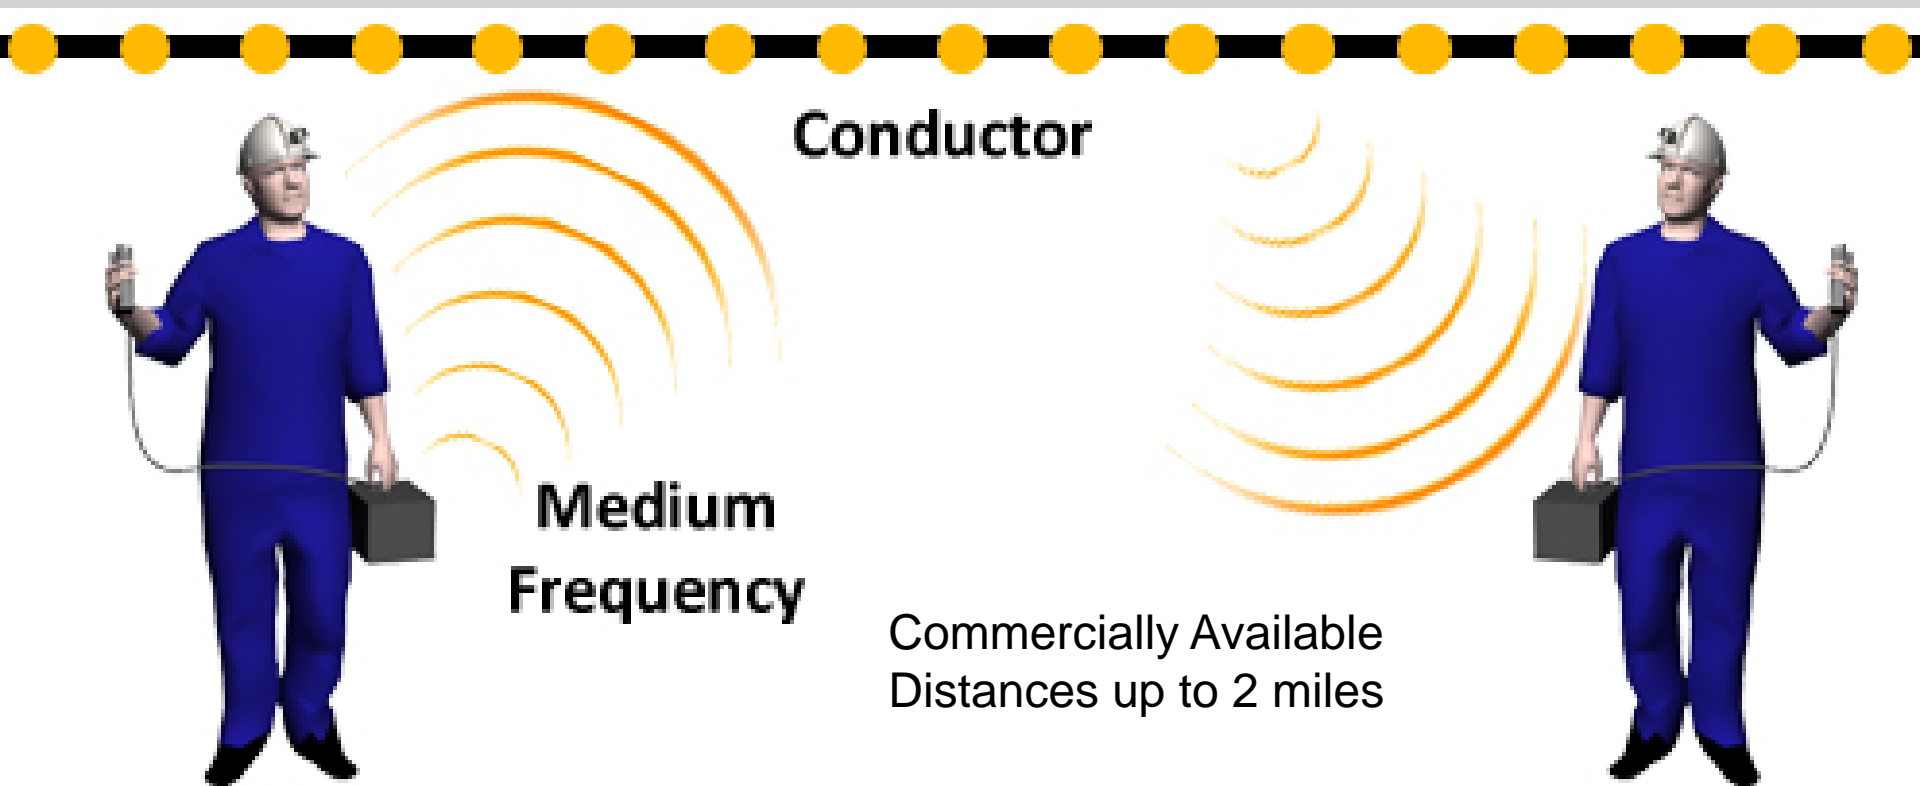 Conductor
Medium
Frequency
Commercially Available
Distances up to 2 miles